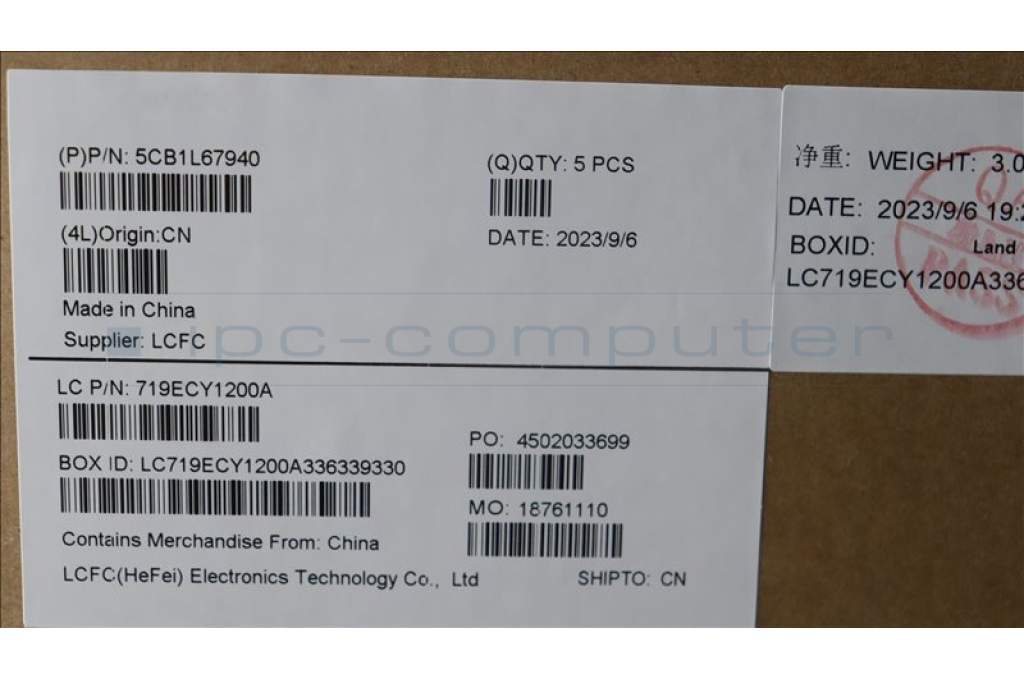 (P)P/N: 5CB1L67940
(Q)QTY: 5 PCS
(4L)Origin:CN
DATE: 2023/9/6
Made in China
Supplier: LCFC
LC P/N: 719ECY1200A
PO: 4502033699
BOX ID: LC719ECY1200A336339330
MO: 18761110
Contains Merchandise From: China
LCFC(HeFei) Electronics Technology Co., Ltd
SHIPTO: CN
净重: WEIGHT: 3.0
DATE: 2023/9/6 19:2
BOXID: Land
LC719ECY1200A336
ipc-computer